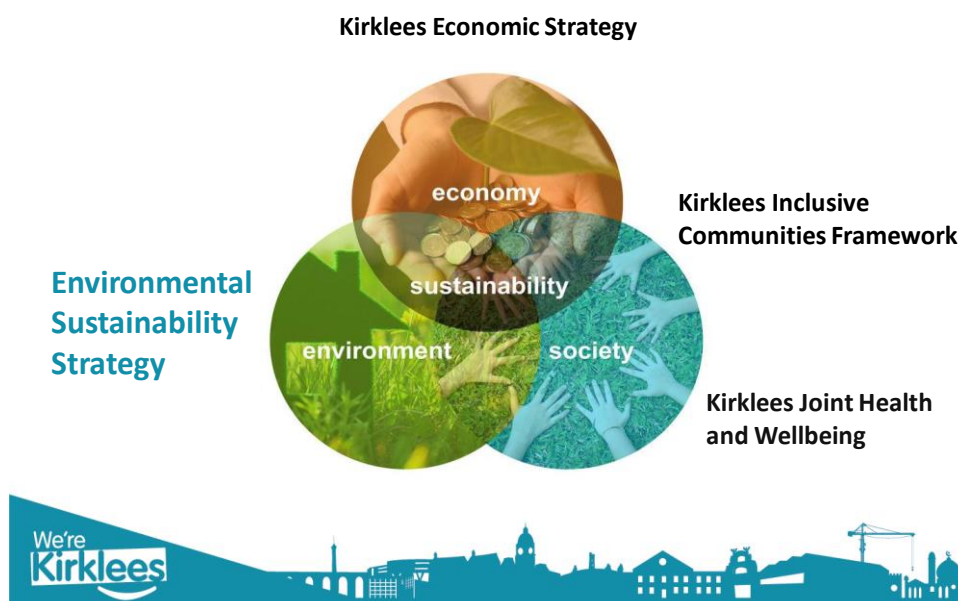 Kirklees Economic Strategy
economy
Kirklees Inclusive
Communities Framework
Environmental
Sustainability
Strategy
sustainability
environment
society
Kirklees Joint Health
and Wellbeing
We're
Kirklees